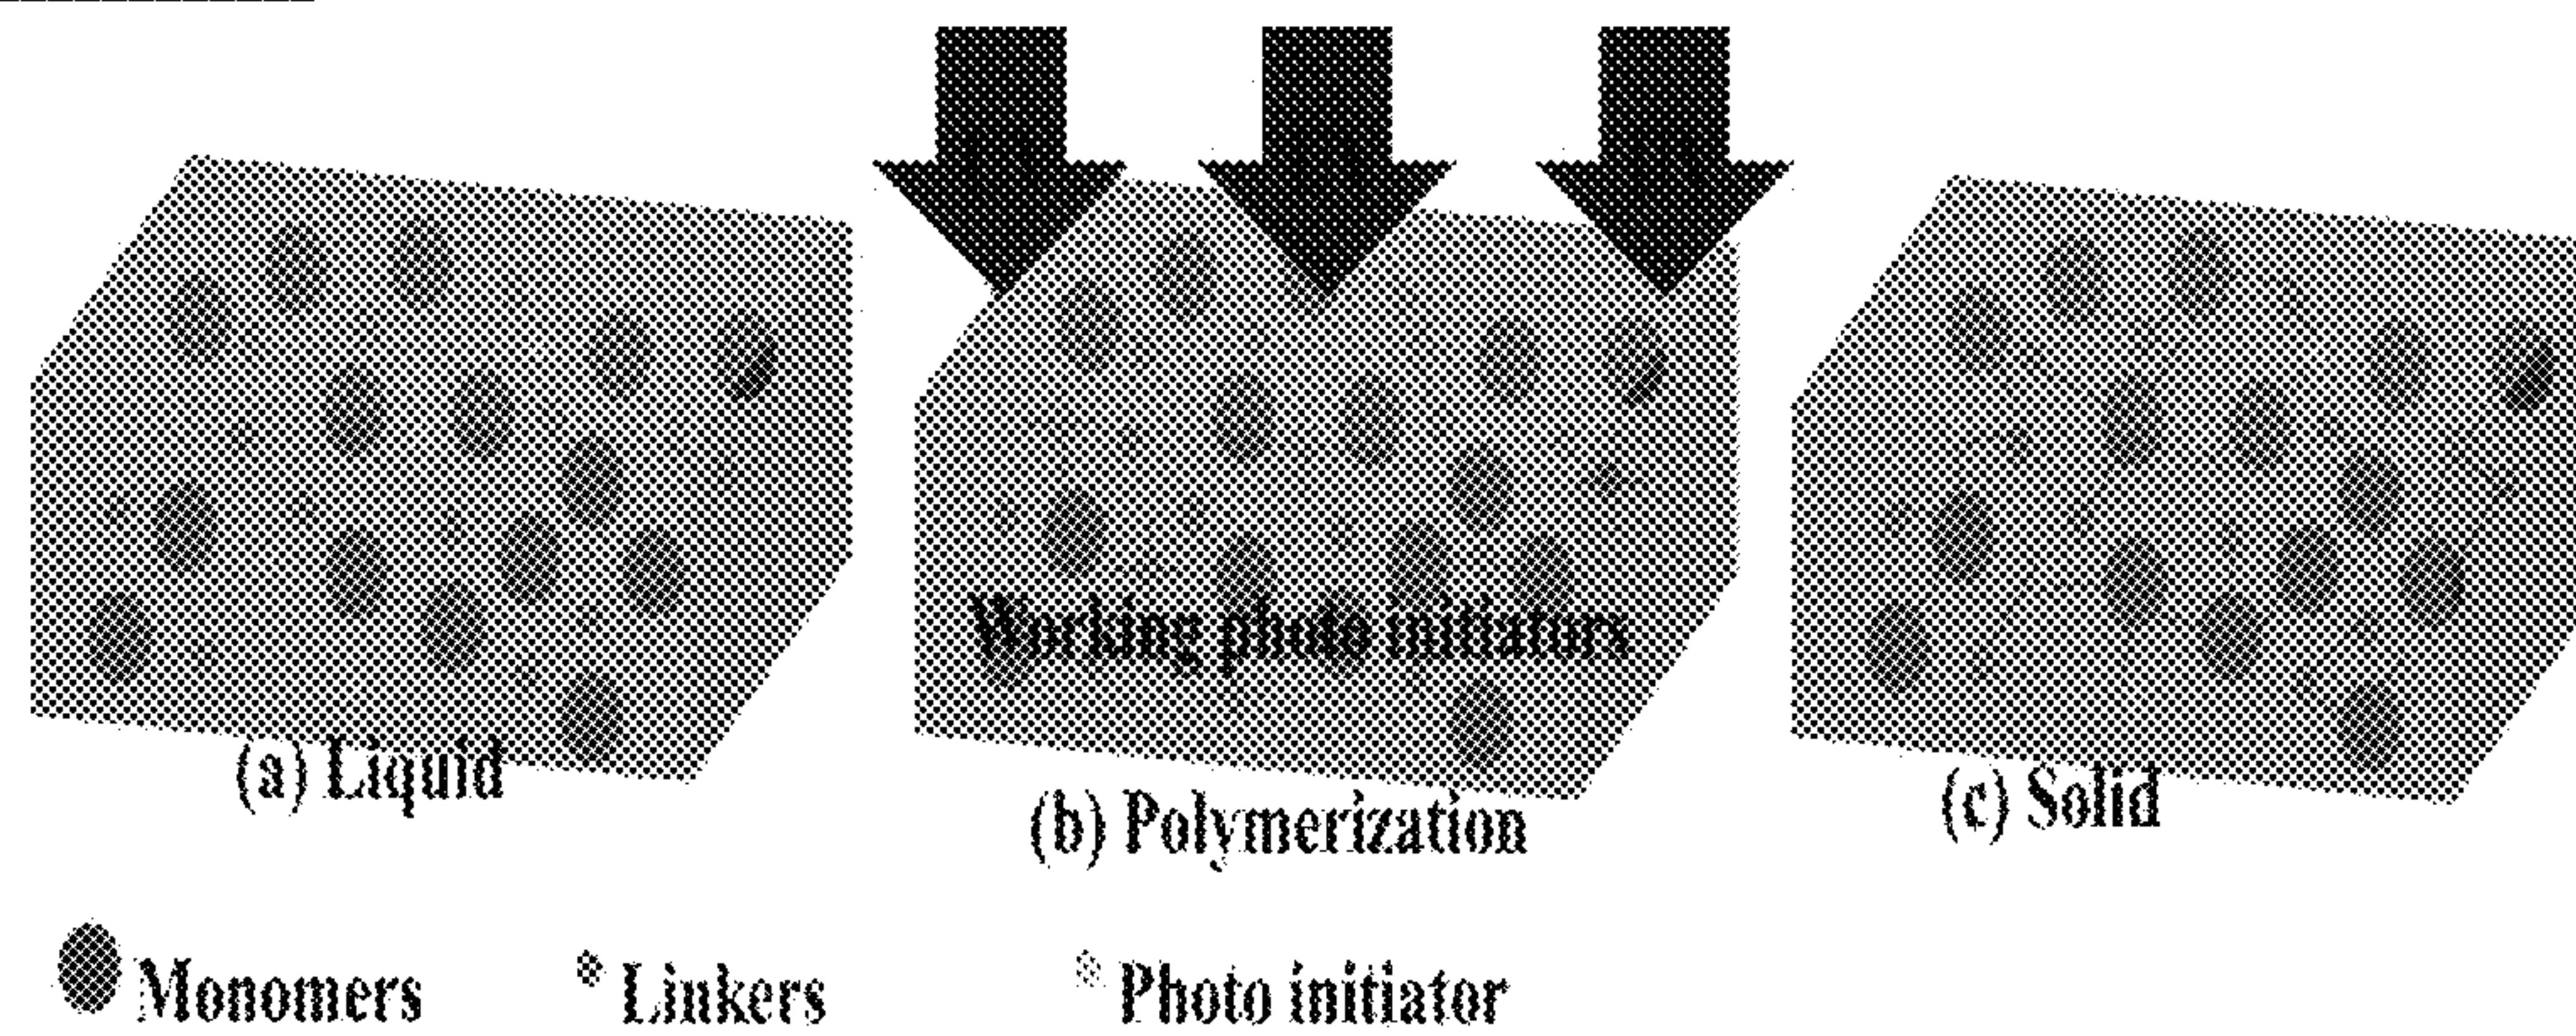 Working photo initiators
(a) Liquid
(b) Polymerization
(c) Solid
Monomers
Linkers
Photo initiator